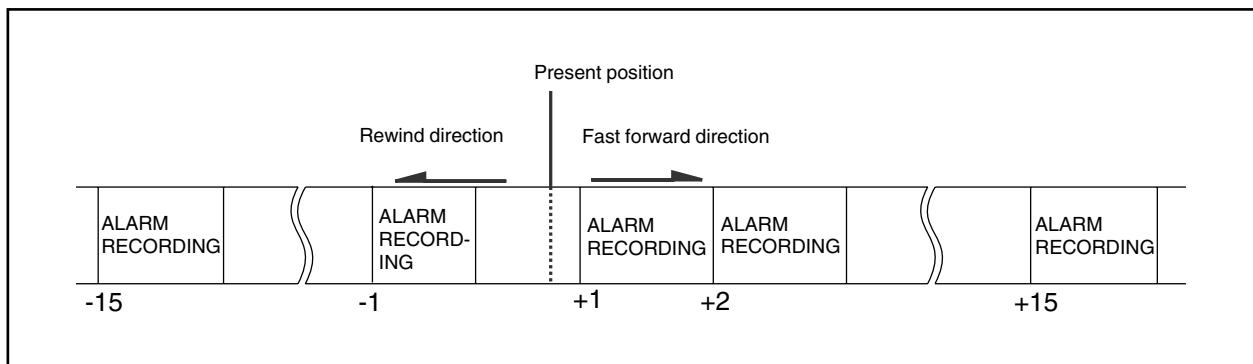 Present position
Rewind direction
Fast forward direction
ALARM
RECORDING
ALARM
RECORD-
ING
ALARM
RECORDING
ALARM
RECORDING
ALARM
RECORDING
-15
-1
+1
+2
+15